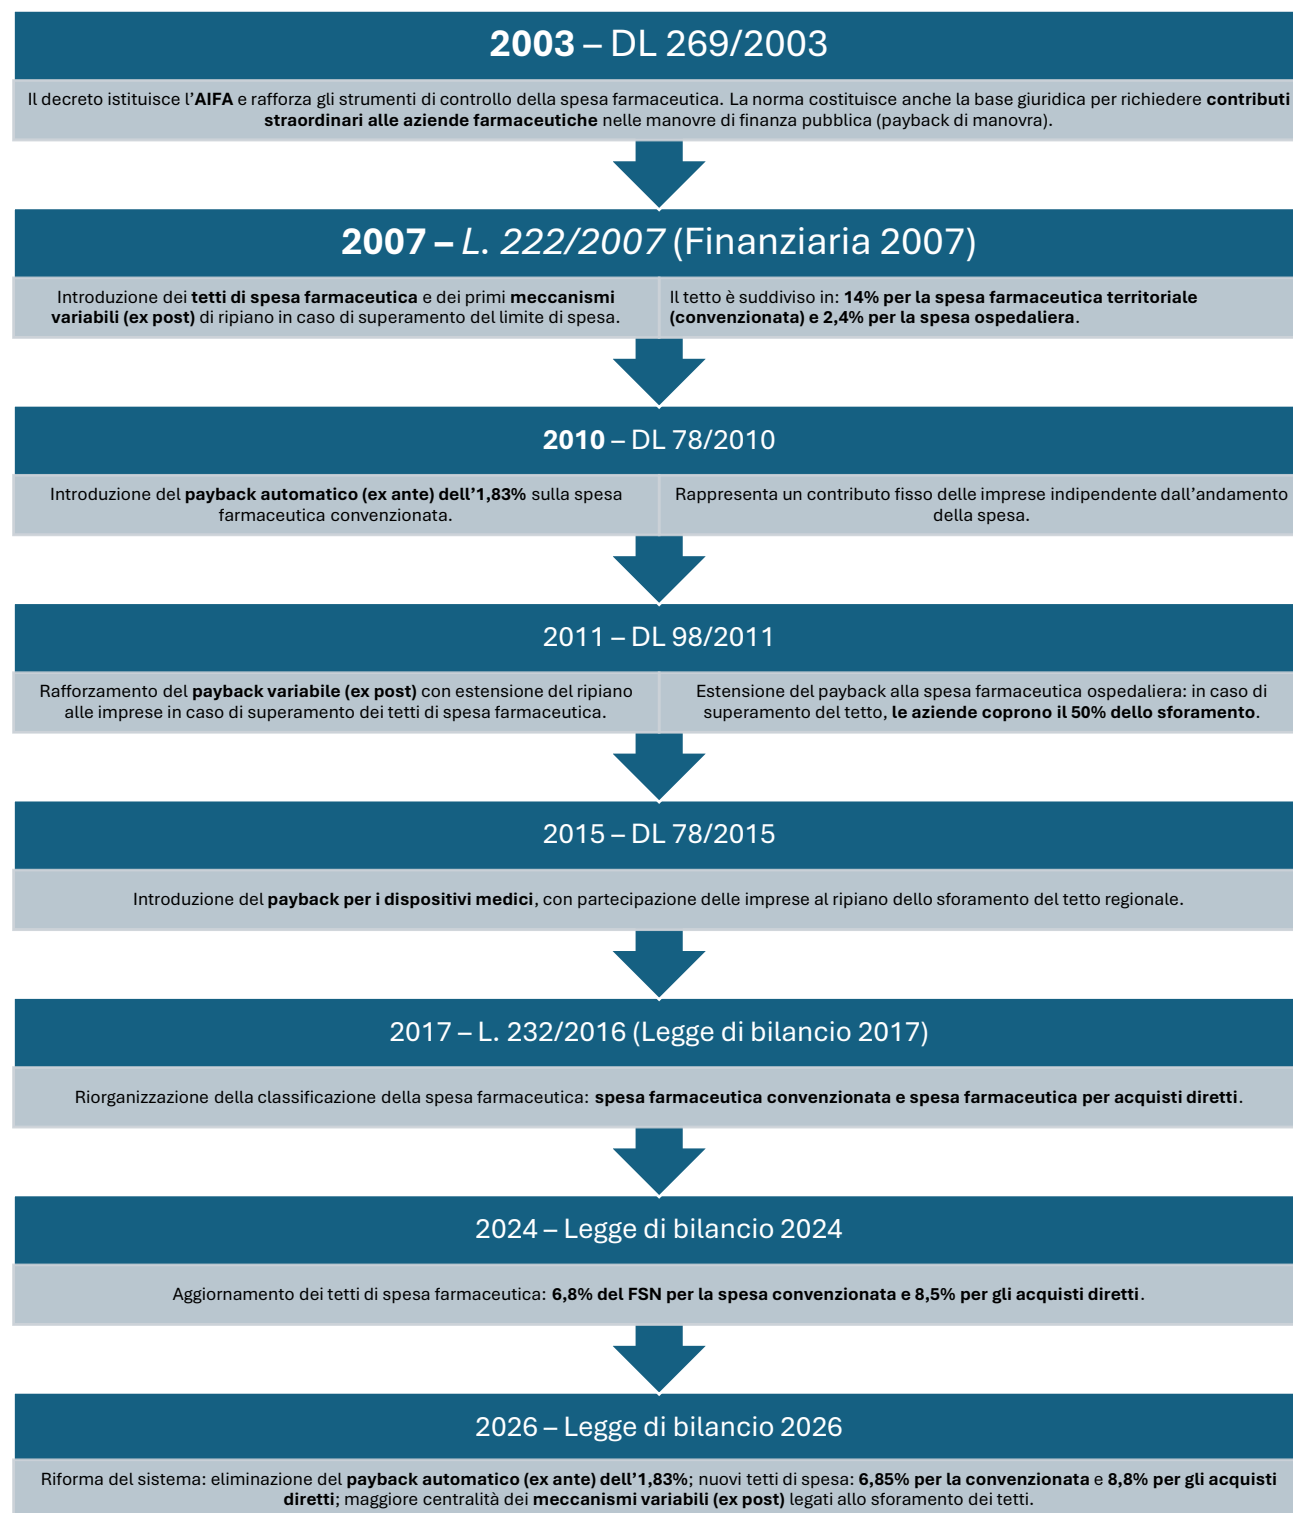 2003 – DL 269/2003
Il decreto istituisce l’AIFA e rafforza gli strumenti di controllo della spesa farmaceutica. La norma costituisce anche la base giuridica per richiedere contributi
straordinari alle aziende farmaceutiche nelle manovre di finanza pubblica (payback di manovra).
2007 – L. 222/2007 (Finanziaria 2007)
Introduzione dei tetti di spesa farmaceutica e dei primi meccanismi
variabili (ex post) di ripiano in caso di superamento del limite di spesa.
Il tetto è suddiviso in: 14% per la spesa farmaceutica territoriale
(convenzionata) e 2,4% per la spesa ospedaliera.
2010 – DL 78/2010
Introduzione del payback automatico (ex ante) dell’1,83% sulla spesa
farmaceutica convenzionata.
Rappresenta un contributo fisso delle imprese indipendente dall’andamento
della spesa.
2011 – DL 98/2011
Rafforzamento del payback variabile (ex post) con estensione del ripiano
alle imprese in caso di superamento dei tetti di spesa farmaceutica.
Estensione del payback alla spesa farmaceutica ospedaliera: in caso di
superamento del tetto, le aziende coprono il 50% dello sforamento.
2015 – DL 78/2015
Introduzione del payback per i dispositivi medici, con partecipazione delle imprese al ripiano dello sforamento del tetto regionale.
2017 – L. 232/2016 (Legge di bilancio 2017)
Riorganizzazione della classificazione della spesa farmaceutica: spesa farmaceutica convenzionata e spesa farmaceutica per acquisti diretti.
2024 – Legge di bilancio 2024
Aggiornamento dei tetti di spesa farmaceutica: 6,8% del FSN per la spesa convenzionata e 8,5% per gli acquisti diretti.
2026 – Legge di bilancio 2026
Riforma del sistema: eliminazione del payback automatico (ex ante) dell’1,83%; nuovi tetti di spesa: 6,85% per la convenzionata e 8,8% per gli acquisti
diretti; maggiore centralità dei meccanismi variabili (ex post) legati allo sforamento dei tetti.